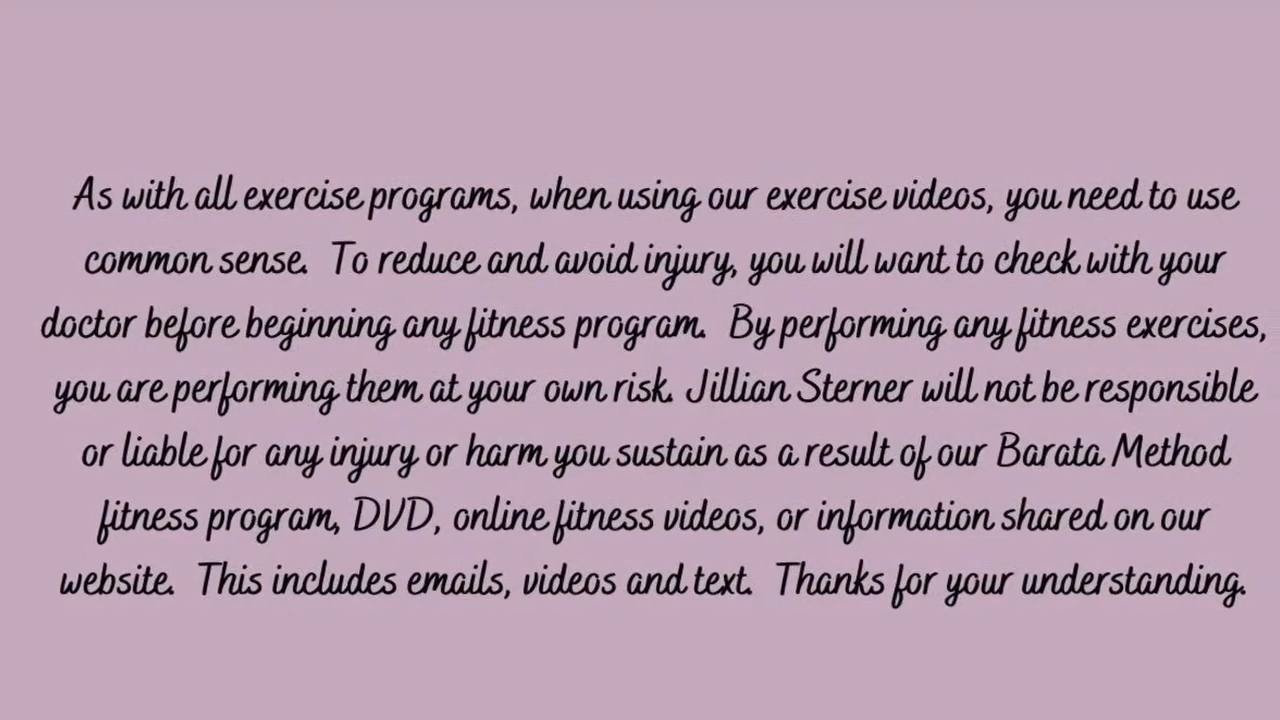 As with all exercise programs, when using our exercise videos, you need to use
common sense.  To reduce and avoid injury, you will want to check with your
doctor before beginning any fitness program.  By performing any fitness exercises,
you are performing them at your own risk. Jillian Sterner will not be responsible
or liable for any injury or harm you sustain as a result of our Barata Method
fitness program, DVD, online fitness videos, or information shared on our
website.  This includes emails, videos and text.  Thanks for your understanding.